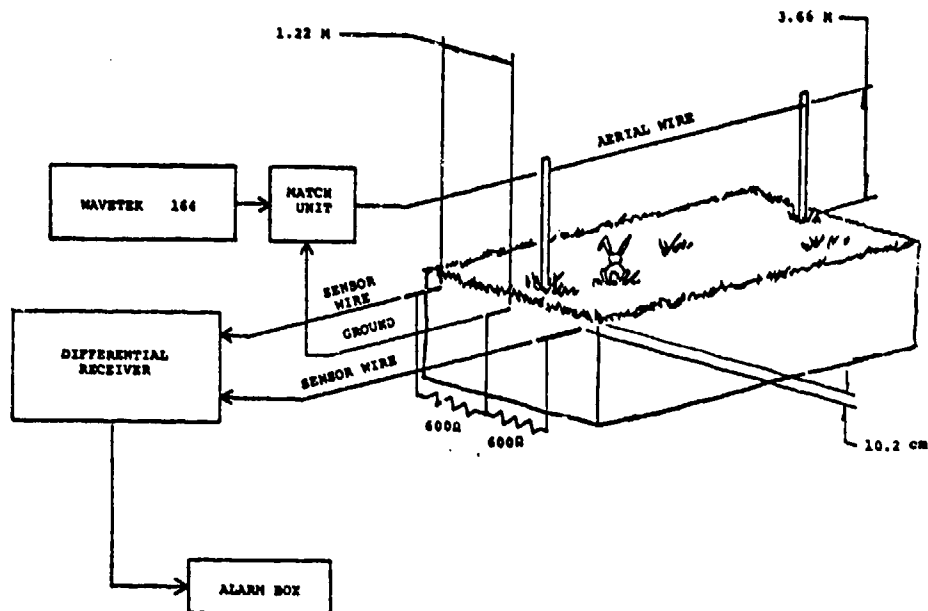 1.22 M
3.66 M
AERIAL WIRE
WAVETEK 164
MATCH
UNIT
SENSOR
WIRE
GROUND
DIFFERENTIAL
RECEIVER
SENSOR WIRE
600Ω
600Ω
10.2 cm
ALARM BOX